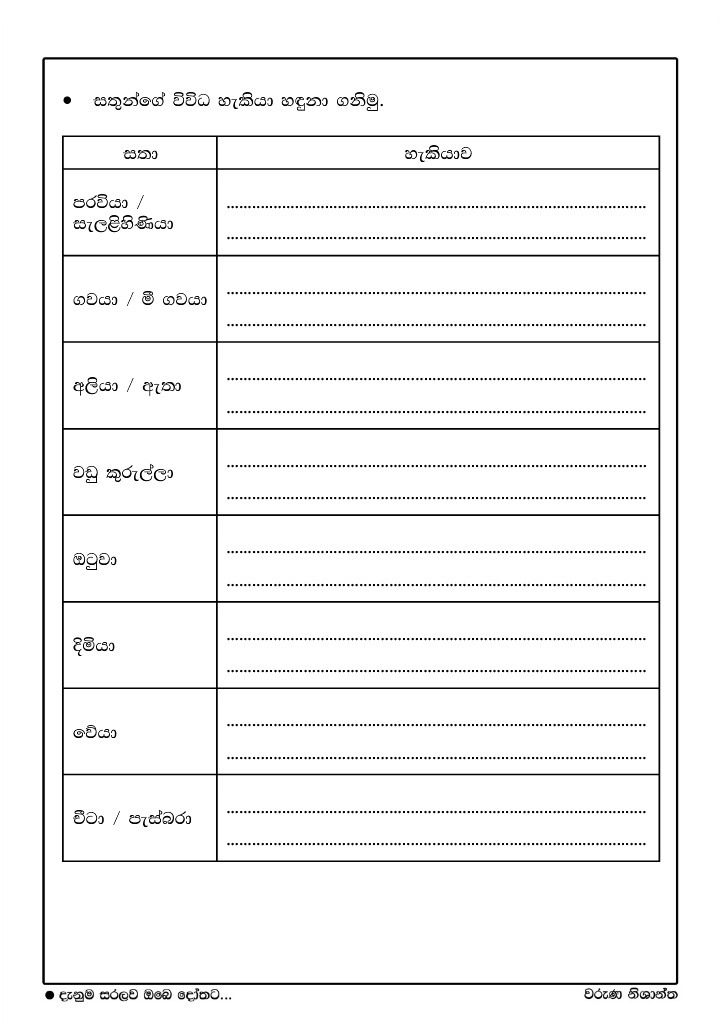 ● සතුන්ගේ විවිධ හැකියා හඳුනා ගනිමු.
සතා හැකියාව
පරවියා /
සැලළිහිණියා
ගවයා / මී ගවයා
අලියා / ඇතා
වඩු කුරුල්ලා
ඔටුවා
දිමියා
වේයා
චීටා / පැස්බරා
● දැනුම සරලව ඔබෙ දෝතට... වරුණ නිශාන්ත